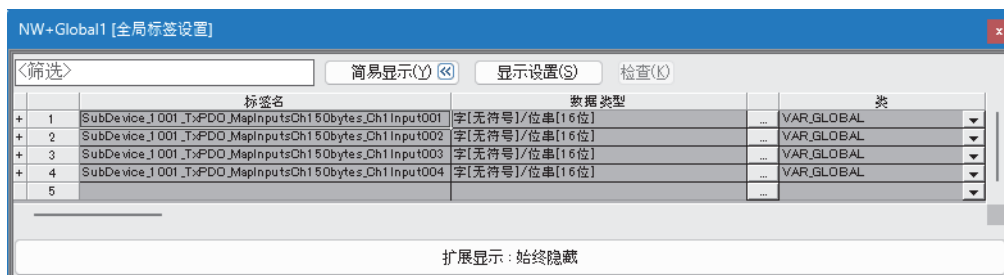 NW+Global1 [全局标签设置]
<筛选> 简易显示(Y) 显示设置(S) 检查(K)
标签名 数据类型 类
+ 1 SubDevice_1001_TxPDO_MapInputsCh150bytes_Ch1Input001 字[无符号]/位串[16位] ... VAR_GLOBAL
+ 2 SubDevice_1001_TxPDO_MapInputsCh150bytes_Ch1Input002 字[无符号]/位串[16位] ... VAR_GLOBAL
+ 3 SubDevice_1001_TxPDO_MapInputsCh150bytes_Ch1Input003 字[无符号]/位串[16位] ... VAR_GLOBAL
+ 4 SubDevice_1001_TxPDO_MapInputsCh150bytes_Ch1Input004 字[无符号]/位串[16位] ... VAR_GLOBAL
5 ...
扩展显示 : 始终隐藏